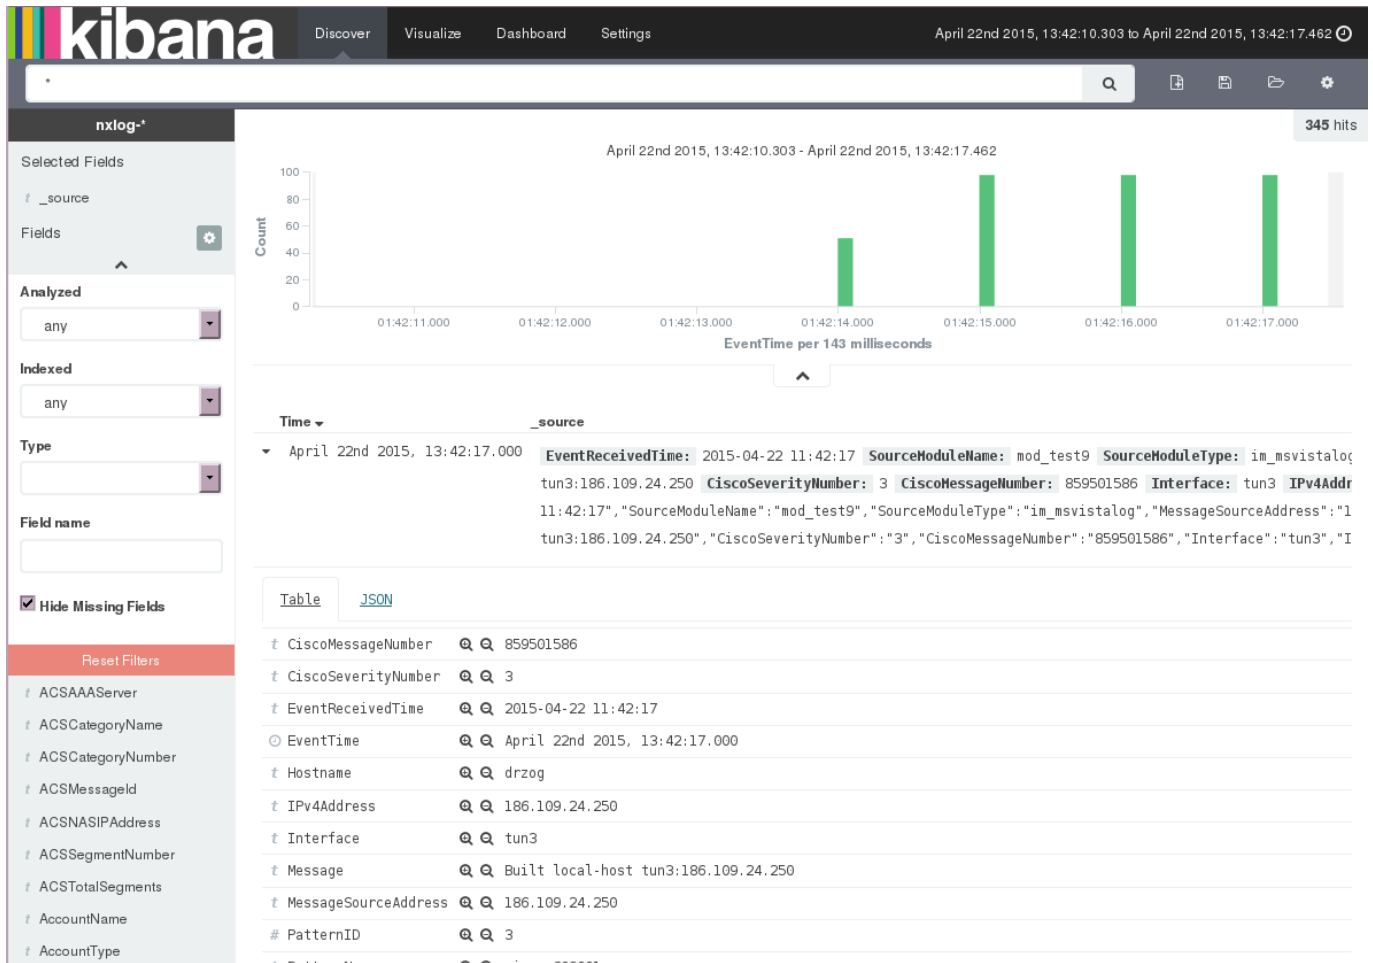 kibana Discover Visualize Dashboard Settings April 22nd 2015, 13:42:10.303 to April 22nd 2015, 13:42:17.462
*
nxlog-* 345 hits
Selected Fields
t _source
Fields
Analyzed
any
Indexed
any
Type
Field name
Hide Missing Fields
Reset Filters
t ACSAAAServer
t ACSCategoryName
t ACSCategoryNumber
t ACSMessageId
t ACSNASIPAddress
t ACSSegmentNumber
t ACSTotalSegments
t AccountName
t AccountType
April 22nd 2015, 13:42:10.303 - April 22nd 2015, 13:42:17.462
Count
100
80
60
40
20
0
01:42:11.000 01:42:12.000 01:42:13.000 01:42:14.000 01:42:15.000 01:42:16.000 01:42:17.000
EventTime per 143 milliseconds
Time _source
April 22nd 2015, 13:42:17.000 EventReceivedTime: 2015-04-22 11:42:17 SourceModuleName: mod_test9 SourceModuleType: im_msvistalog
tun3:186.109.24.250 CiscoSeverityNumber: 3 CiscoMessageNumber: 859501586 Interface: tun3 IPv4Addr
11:42:17","SourceModuleName":"mod_test9","SourceModuleType":"im_msvistalog","MessageSourceAddress":"1
tun3:186.109.24.250","CiscoSeverityNumber":"3","CiscoMessageNumber":"859501586","Interface":"tun3","I
Table JSON
t CiscoMessageNumber 859501586
t CiscoSeverityNumber 3
t EventReceivedTime 2015-04-22 11:42:17
EventTime April 22nd 2015, 13:42:17.000
t Hostname drzog
t IPv4Address 186.109.24.250
t Interface tun3
t Message Built local-host tun3:186.109.24.250
t MessageSourceAddress 186.109.24.250
# PatternID 3